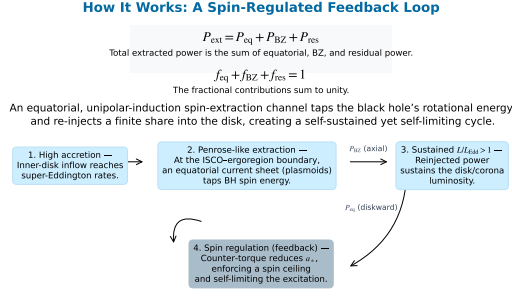 How It Works: A Spin-Regulated Feedback Loop
P_ext = P_eq + P_BZ + P_res
Total extracted power is the sum of equatorial, BZ, and residual power.
f_eq + f_BZ + f_res = 1
The fractional contributions sum to unity.
An equatorial, unipolar-induction spin-extraction channel taps the black hole’s rotational energy
and re-injects a finite share into the disk, creating a self-sustained yet self-limiting cycle.
1. High accretion —
Inner-disk inflow reaches
super-Eddington rates.
2. Penrose-like extraction —
At the ISCO–ergoregion boundary,
an equatorial current sheet (plasmoids)
taps BH spin energy.
P_BZ (axial)
3. Sustained L/L_Edd > 1 —
Reinjected power
sustains the disk/corona
luminosity.
P_eq (diskward)
4. Spin regulation (feedback) —
Counter-torque reduces a_*,
enforcing a spin ceiling
and self-limiting the excitation.